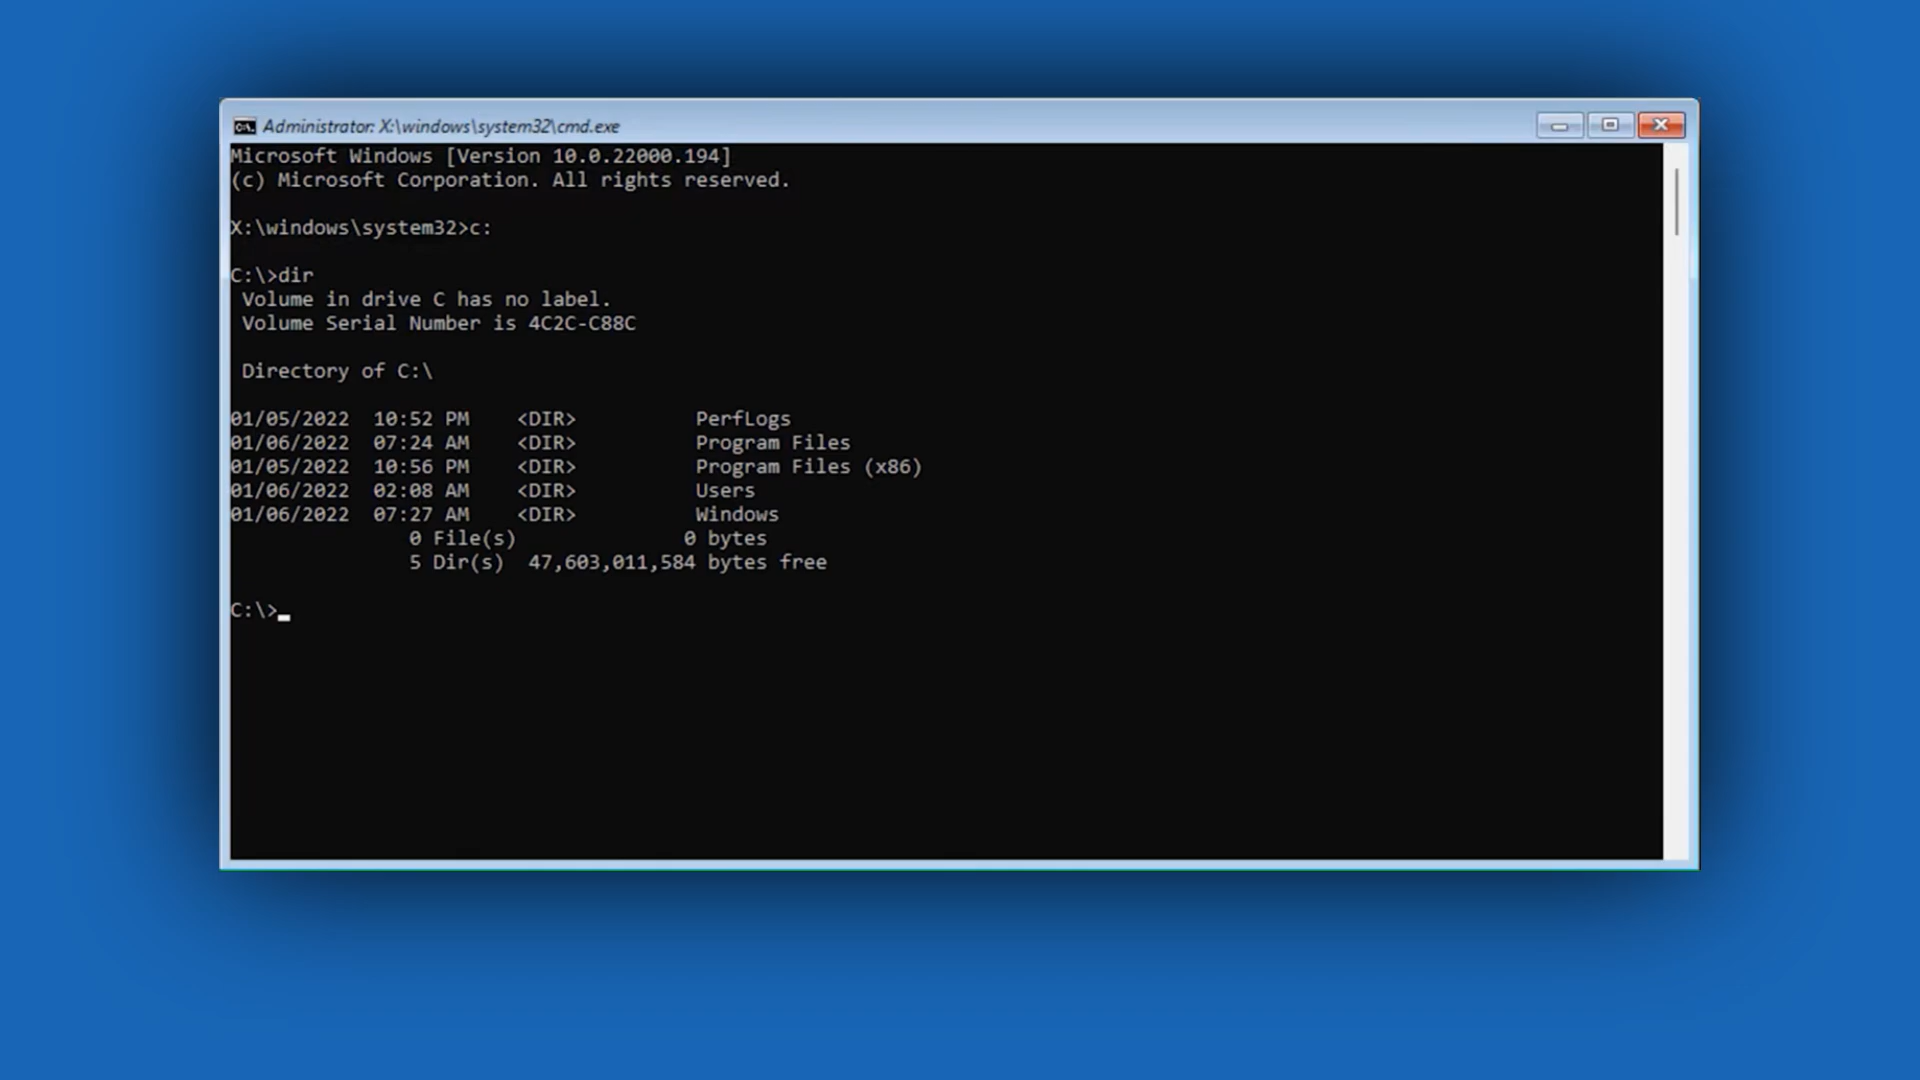 Administrator: X:\windows\system32\cmd.exe
Microsoft Windows [Version 10.0.22000.194]
(c) Microsoft Corporation. All rights reserved.
X:\windows\system32>c:
C:\>dir
Volume in drive C has no label.
Volume Serial Number is 4C2C-C88C
Directory of C:\
01/05/2022  10:52 PM    <DIR>          PerfLogs
01/06/2022  07:24 AM    <DIR>          Program Files
01/05/2022  10:56 PM    <DIR>          Program Files (x86)
01/06/2022  02:08 AM    <DIR>          Users
01/06/2022  07:27 AM    <DIR>          Windows
0 File(s)              0 bytes
5 Dir(s)  47,603,011,584 bytes free
C:\>